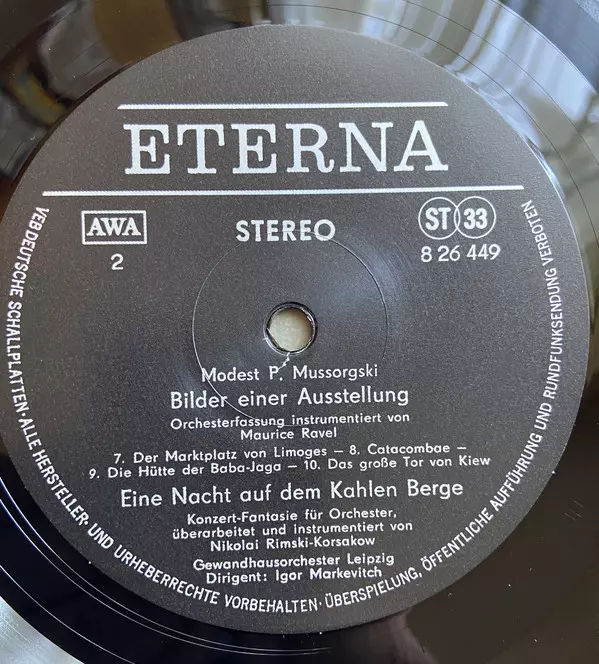 ETERNA
AWA
STEREO
ST 33
2
8 26 449
Modest P. Mussorgski
Bilder einer Ausstellung
Orchesterfassung instrumentiert von
Maurice Ravel
7. Der Marktplatz von Limoges – 8. Catacombae –
9. Die Hütte der Baba-Jaga – 10. Das große Tor von Kiew
Eine Nacht auf dem Kahlen Berge
Konzert-Fantasie für Orchester,
überarbeitet und instrumentiert von
Nikolai Rimski-Korsakow
Gewandhausorchester Leipzig
Dirigent: Igor Markevitch
VEB DEUTSCHE SCHALLPLATTEN · ALLE HERSTELLER- UND URHEBERRECHTE VORBEHALTEN · ÜBERSPIELUNG, ÖFFENTLICHE AUFFÜHRUNG UND RUNDFUNKSENDUNG VERBOTEN